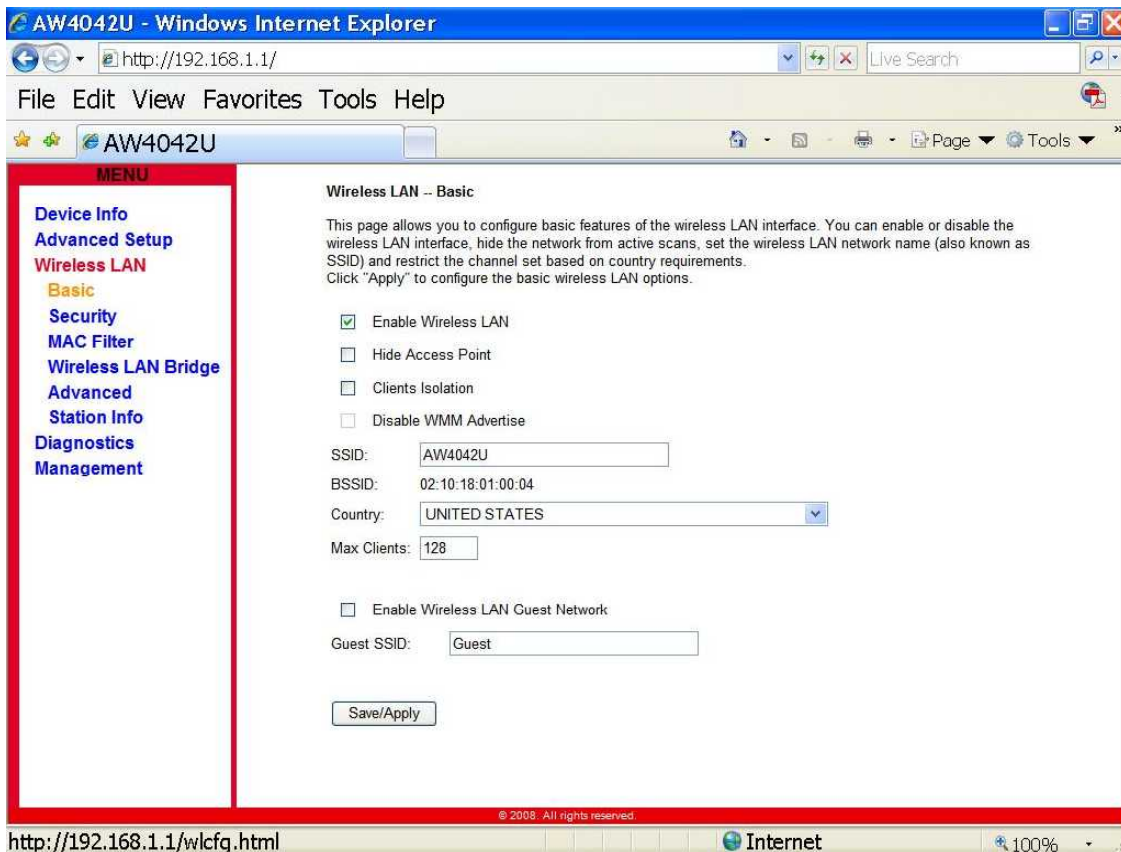 AW4042U - Windows Internet Explorer
http://192.168.1.1/
Live Search
File Edit View Favorites Tools Help
AW4042U
Page Tools »
MENU
Device Info
Advanced Setup
Wireless LAN
Basic
Security
MAC Filter
Wireless LAN Bridge
Advanced
Station Info
Diagnostics
Management
Wireless LAN -- Basic
This page allows you to configure basic features of the wireless LAN interface. You can enable or disable the
wireless LAN interface, hide the network from active scans, set the wireless LAN network name (also known as
SSID) and restrict the channel set based on country requirements.
Click "Apply" to configure the basic wireless LAN options.
Enable Wireless LAN
Hide Access Point
Clients Isolation
Disable WMM Advertise
SSID: AW4042U
BSSID: 02:10:18:01:00:04
Country: UNITED STATES
Max Clients: 128
Enable Wireless LAN Guest Network
Guest SSID: Guest
Save/Apply
© 2008. All rights reserved.
http://192.168.1.1/wlcfg.html
Internet
100%